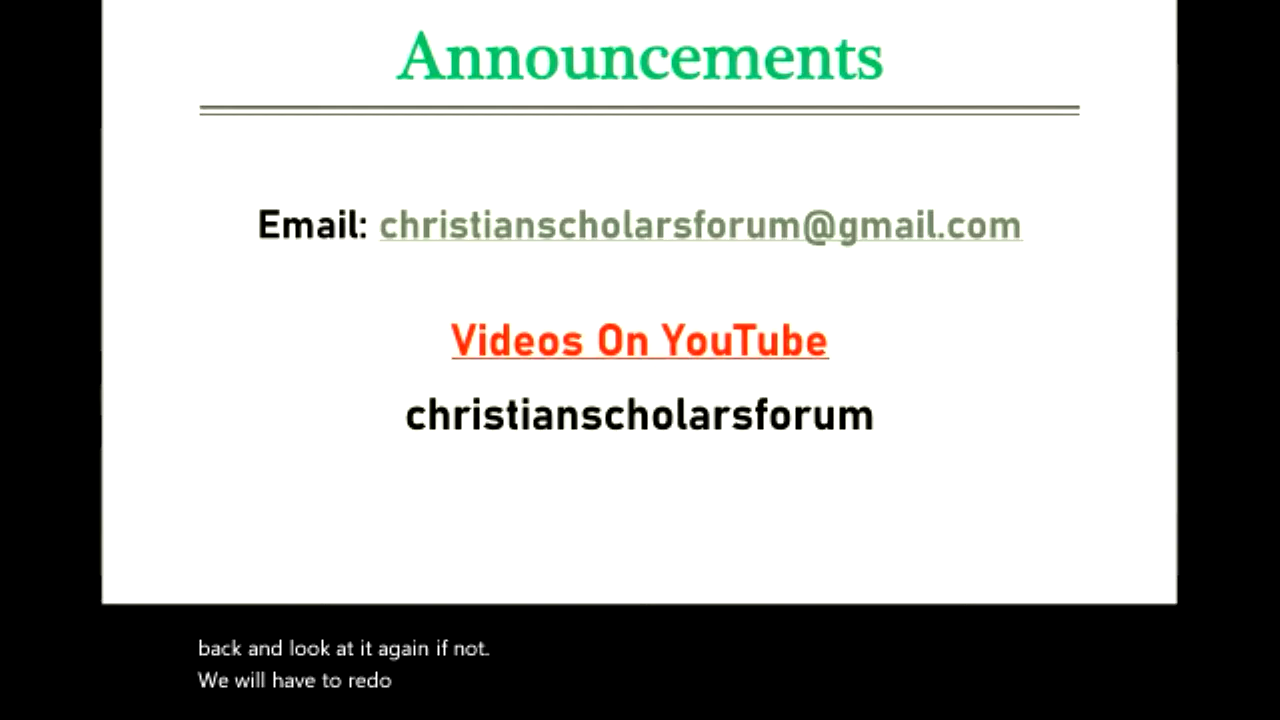 Announcements
Email: christianscholarsforum@gmail.com
Videos On YouTube
christianscholarsforum
back and look at it again if not.
We will have to redo